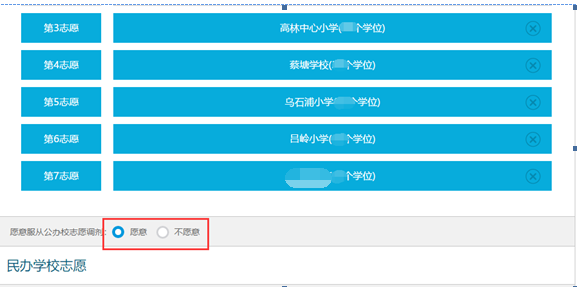 第3志愿 高林中心小学( 个学位)
第4志愿 蔡塘学校( 个学位)
第5志愿 乌石浦小学 个学位)
第6志愿 吕岭小学( 个学位)
第7志愿 个学位)
愿意服从公办校志愿调剂: 愿意 不愿意
民办学校志愿